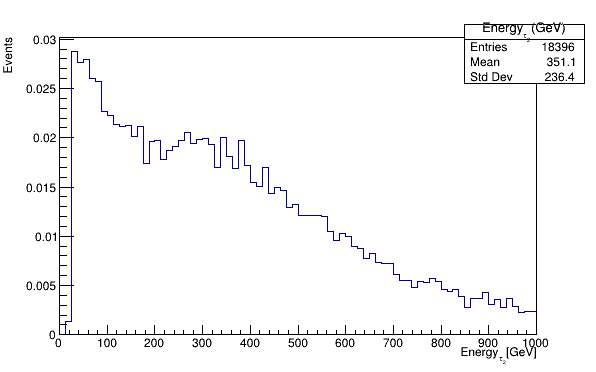 Energy_τ₂ (GeV)
Entries 18396
Mean 351.1
Std Dev 236.4
Events
0.03
0.025
0.02
0.015
0.01
0.005
0
0 100 200 300 400 500 600 700 800 900 1000
Energy_τ₂ [GeV]